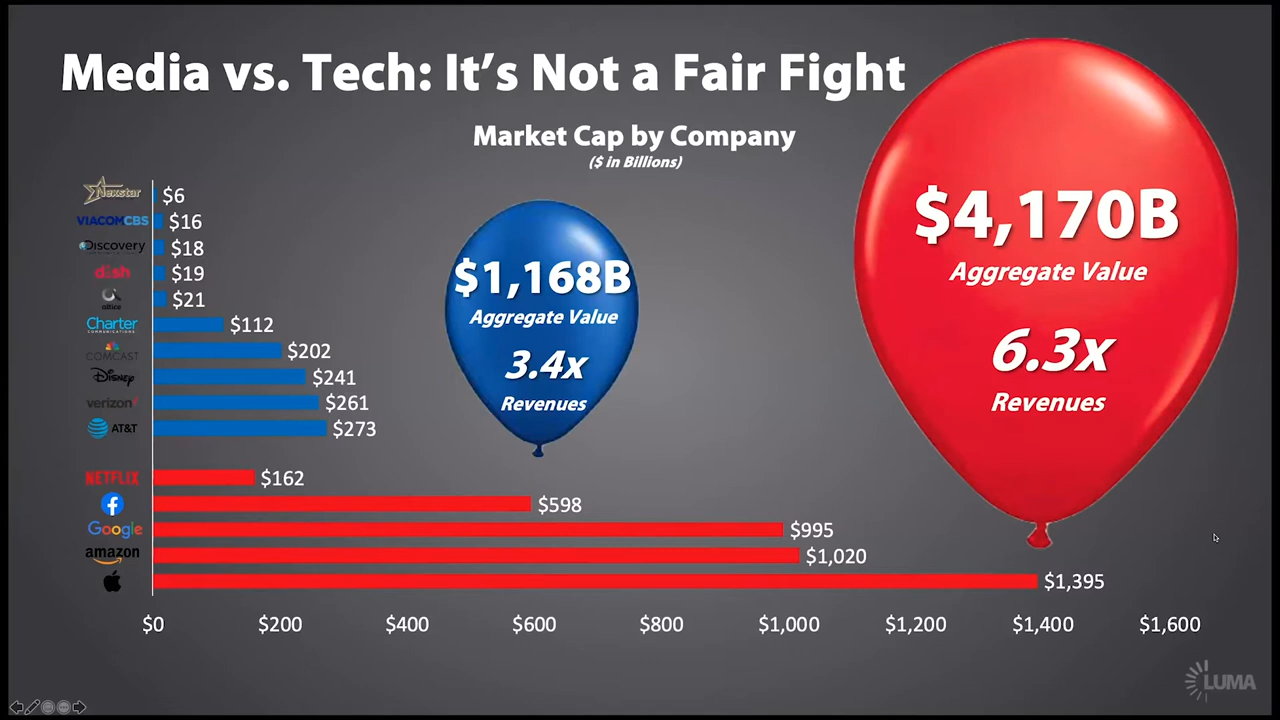 Media vs. Tech: It's Not a Fair Fight
Market Cap by Company
($ in Billions)
Nexstar $6
VIACOMCBS $16
Discovery $18
dish $19
altice $21
Charter $112
COMMUNICATIONS
COMCAST $202
Disney $241
verizon $261
AT&T $273
NETFLIX $162
$598
Google $995
amazon $1,020
$1,395
$0 $200 $400 $600 $800 $1,000 $1,200 $1,400 $1,600
$1,168B
Aggregate Value
3.4x
Revenues
$4,170B
Aggregate Value
6.3x
Revenues
LUMA